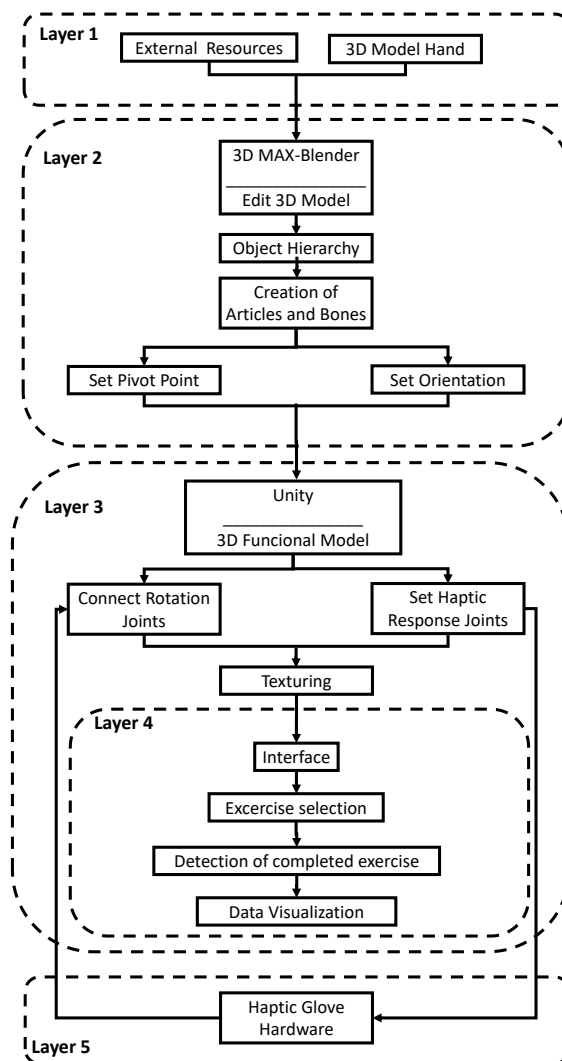 Layer 1
External Resources
3D Model Hand
Layer 2
3D MAX-Blender
Edit 3D Model
Object Hierarchy
Creation of
Articles and Bones
Set Pivot Point
Set Orientation
Layer 3
Unity
3D Funcional Model
Connect Rotation
Joints
Set Haptic
Response Joints
Texturing
Layer 4
Interface
Excercise selection
Detection of completed exercise
Data Visualization
Haptic Glove
Hardware
Layer 5